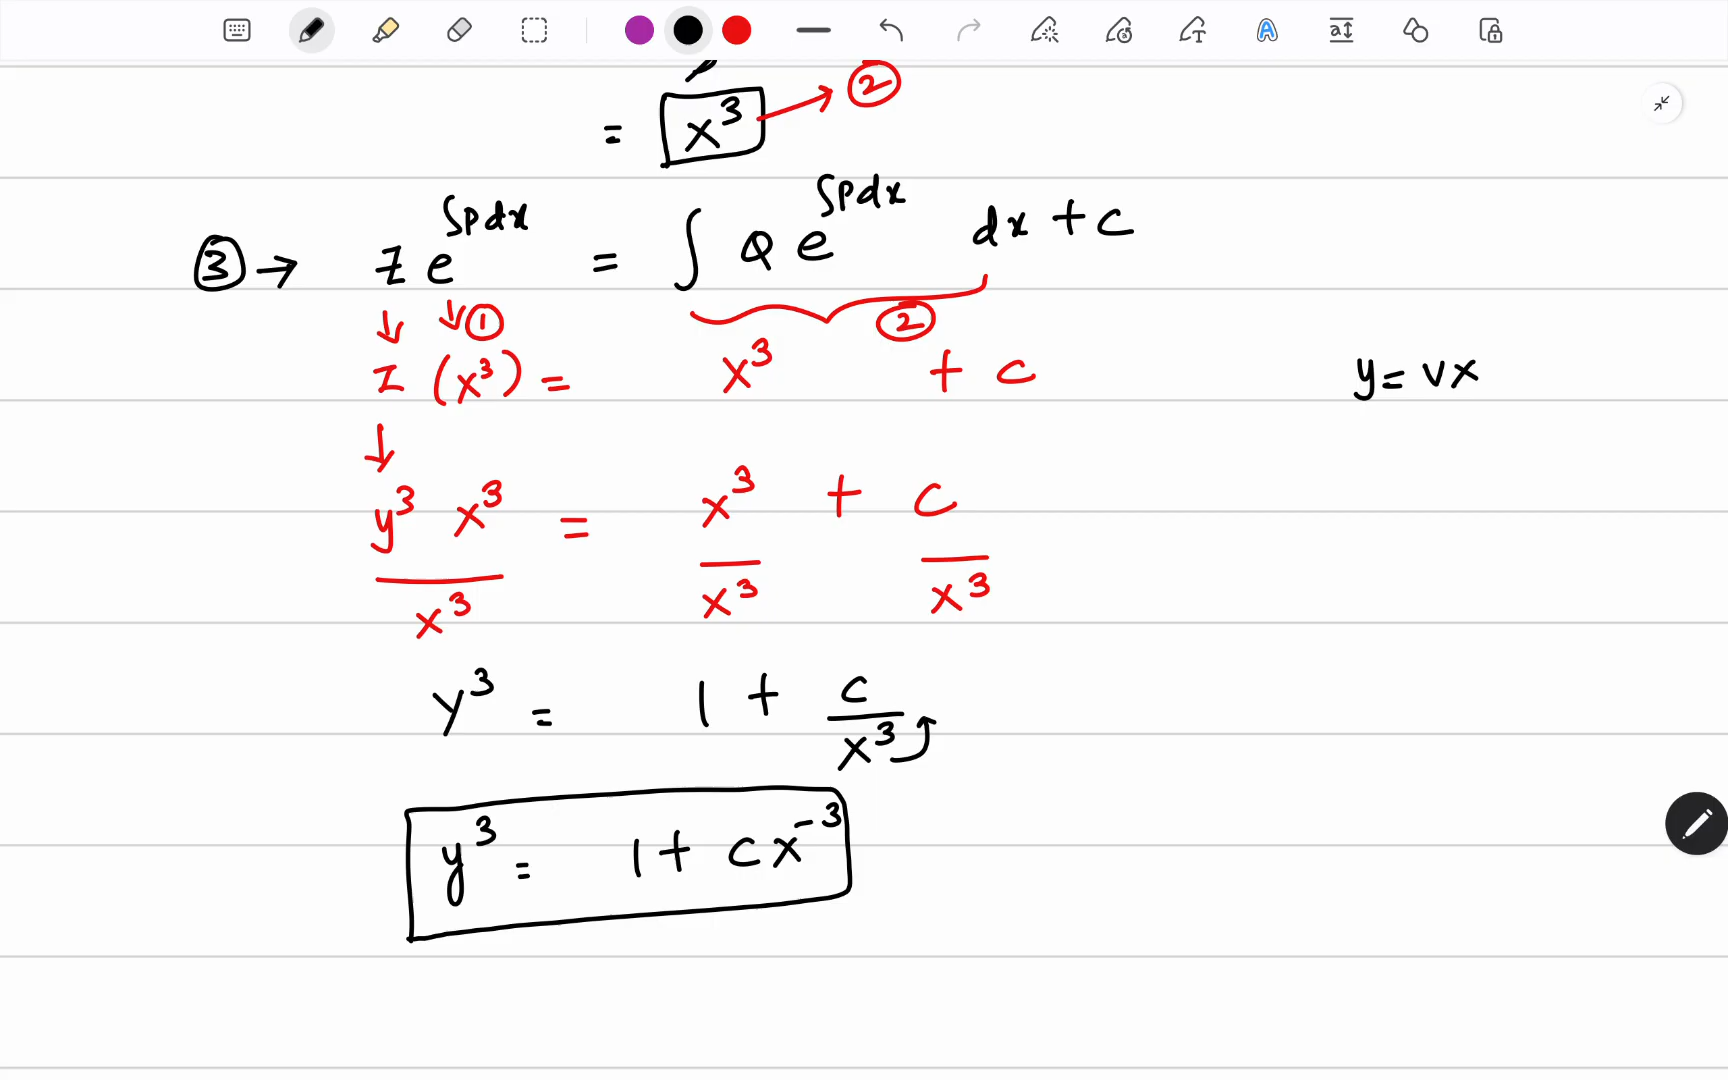 = x³ → ②
③ → z e^∫pdx = ∫ Q e^∫pdx dx + c
↓ ↓① ②
z (x³) = x³ + c
y = vx
↓
y³ x³ / x³ = x³ / x³ + c / x³
y³ = 1 + c / x³
y³ = 1 + cx⁻³